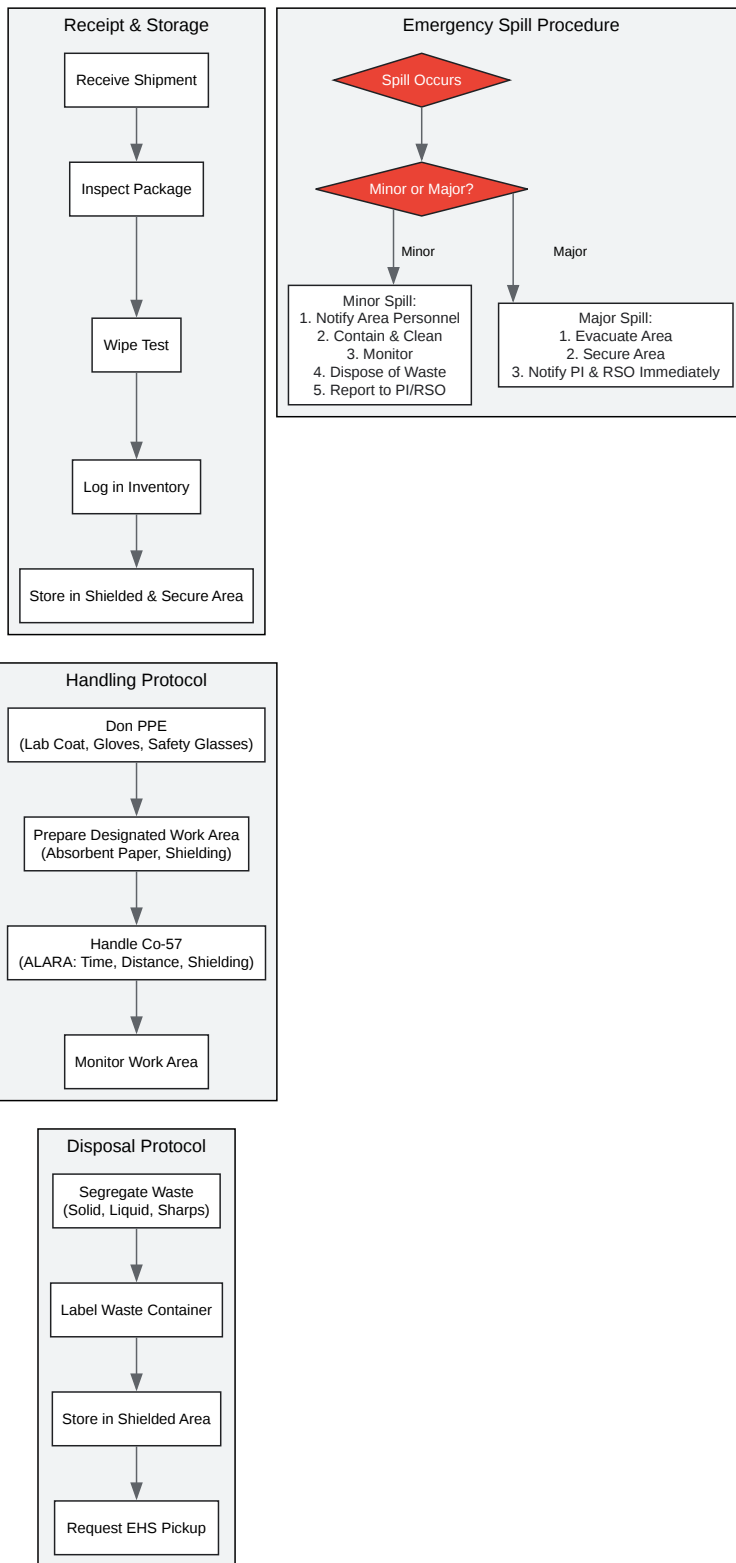 Receipt & Storage
Receive Shipment
Inspect Package
Wipe Test
Log in Inventory
Store in Shielded & Secure Area
Emergency Spill Procedure
Spill Occurs
Minor or Major?
Minor
Major
Minor Spill:
1. Notify Area Personnel
2. Contain & Clean
3. Monitor
4. Dispose of Waste
5. Report to PI/RSO
Major Spill:
1. Evacuate Area
2. Secure Area
3. Notify PI & RSO Immediately
Handling Protocol
Don PPE
(Lab Coat, Gloves, Safety Glasses)
Prepare Designated Work Area
(Absorbent Paper, Shielding)
Handle Co-57
(ALARA: Time, Distance, Shielding)
Monitor Work Area
Disposal Protocol
Segregate Waste
(Solid, Liquid, Sharps)
Label Waste Container
Store in Shielded Area
Request EHS Pickup